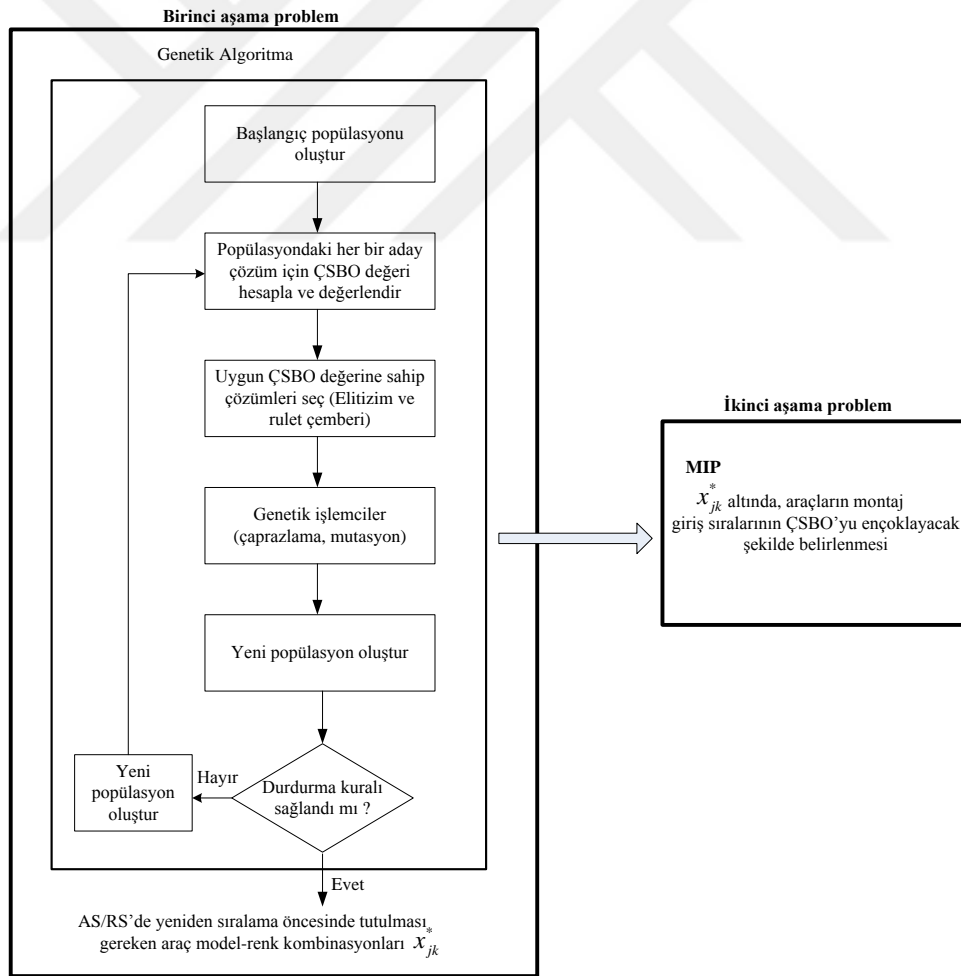 Birinci aşama problem
Genetik Algoritma
Başlangıç popülasyonu
oluştur
Popülasyondaki her bir aday
çözüm için ÇSBO değeri
hesapla ve değerlendir
Uygun ÇSBO değerine sahip
çözümleri seç (Elitizim ve
rulet çemberi)
Genetik işlemciler
(çaprazlama, mutasyon)
Yeni popülasyon oluştur
Durdurma kuralı
sağlandı mı ?
Hayır
Yeni
popülasyon
oluştur
Evet
AS/RS’de yeniden sıralama öncesinde tutulması
gereken araç model-renk kombinasyonları x*jk
İkinci aşama problem
MIP
x*jk altında, araçların montaj
giriş sıralarının ÇSBO’yu ençoklayacak
şekilde belirlenmesi